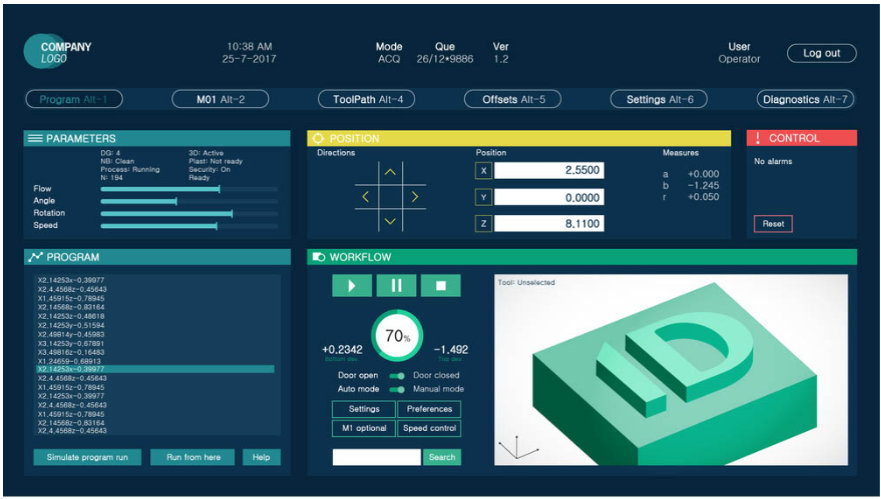 COMPANY
LOGO
10:38 AM
25-7-2017
Mode Que Ver
ACQ 26/12*9886 1.2
User
Operator
Log out
Program Alt-1
M01 Alt-2
ToolPath Alt-4
Offsets Alt-5
Settings Alt-6
Diagnostics Alt-7
PARAMETERS
DG: 4
NB: Clean
Process: Running
N: 194
3D: Active
Plast: Not ready
Security: On
Ready
Flow
Angle
Rotation
Speed
POSITION
Directions
Position
X 2.5500
Y 0.0000
Z 8.1100
Measures
a +0.000
b -1.245
r +0.050
! CONTROL
No alarms
Reset
PROGRAM
X2,14253x-0,39977
X2,4,4568z-0,45643
X1,45915z-0,78945
X2,14568z-0,83164
X2,14253z-0,48618
X2,14253y-0,51594
X2,49814y-0,45983
X3,14253y-0,67891
X3,49816z-0,16483
X1,24659-0,68913
X2,14253z-0,39977
X2,4,4568z-0,45643
X1,45915z-0,78945
X2,14253z-0,39977
X2,4,4568z-0,45643
X1,45915z-0,78945
X2,14568z-0,83164
X2,4,4568z-0,45643
Simulate program run
Run from here
Help
WORKFLOW
70%
+0,2342
Bottom dev.
-1,492
Top dev.
Door open Door closed
Auto mode Manual mode
Settings Preferences
M1 optional Speed control
Search
Tool: Unselected